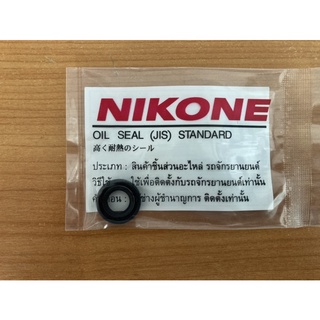 NIKONE
OIL SEAL (JIS) STANDARD
高く耐熱のシール
ประเภท : สินค้าชิ้นส่วนอะไหล่ รถจักรยานยนต์
วิธีใช้ ใช้เพื่อติดตั้งกับรถจักรยานยนต์เท่านั้น
ช่างผู้ชำนาญการ ติดตั้งเท่านั้น